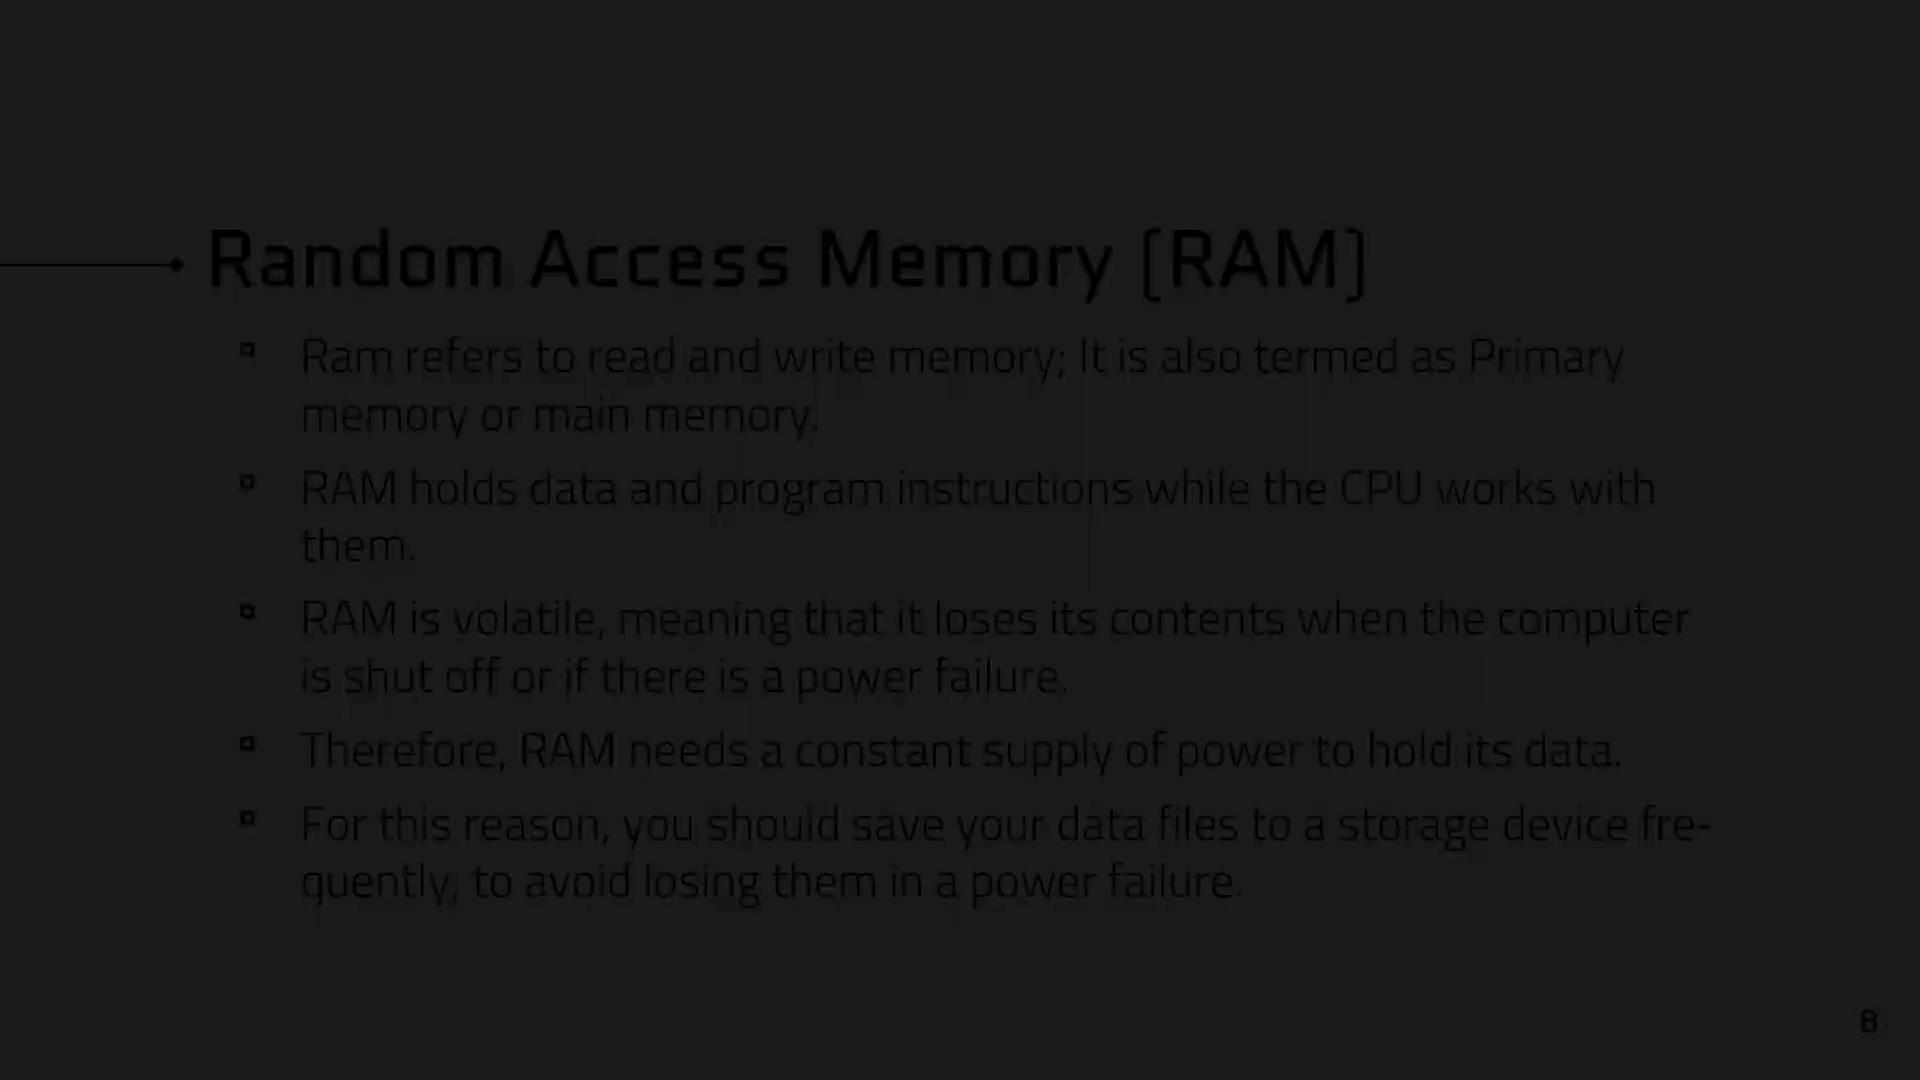 Random Access Memory (RAM)
▫ Ram refers to read and write memory; It is also termed as Primary
memory or main memory.
▫ RAM holds data and program instructions while the CPU works with
them.
▫ RAM is volatile, meaning that it loses its contents when the computer
is shut off or if there is a power failure.
▫ Therefore, RAM needs a constant supply of power to hold its data.
▫ For this reason, you should save your data files to a storage device fre-
quently, to avoid losing them in a power failure.
8